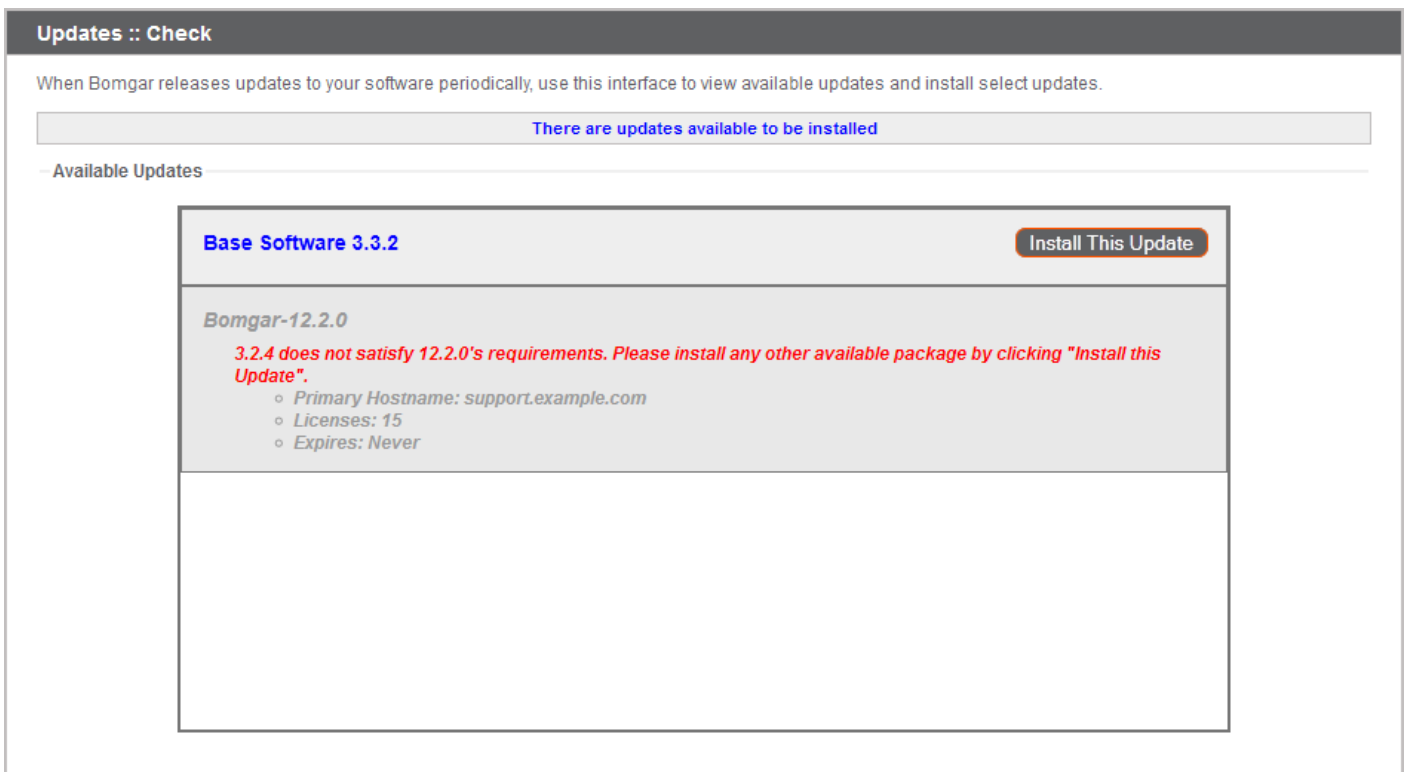 Updates :: Check
When Bomgar releases updates to your software periodically, use this interface to view available updates and install select updates.
There are updates available to be installed
Available Updates
Base Software 3.3.2
Install This Update
Bomgar-12.2.0
3.2.4 does not satisfy 12.2.0's requirements. Please install any other available package by clicking "Install this
Update".
Primary Hostname: support.example.com
Licenses: 15
Expires: Never